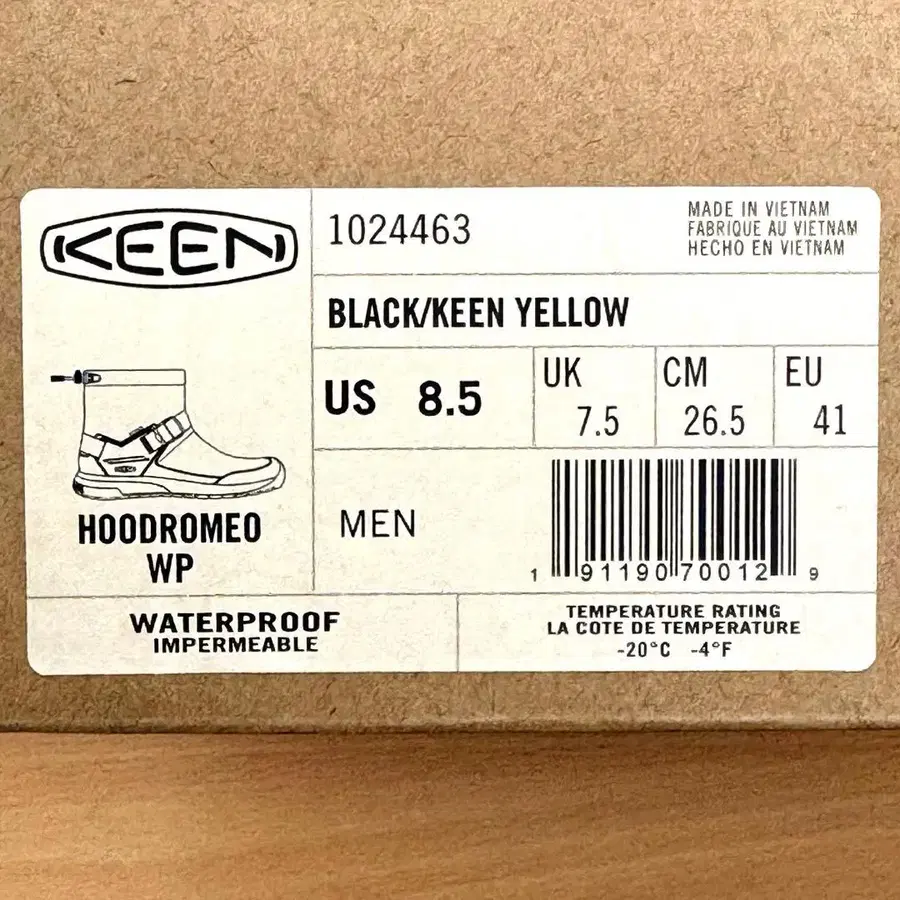 KEEN
1024463
MADE IN VIETNAM
FABRIQUE AU VIETNAM
HECHO EN VIETNAM
BLACK/KEEN YELLOW
US 8.5
UK 7.5
CM 26.5
EU 41
KEEN
HOODROMEO
WP
MEN
1 91190 70012 9
WATERPROOF
IMPERMEABLE
TEMPERATURE RATING
LA COTE DE TEMPERATURE
-20°C -4°F